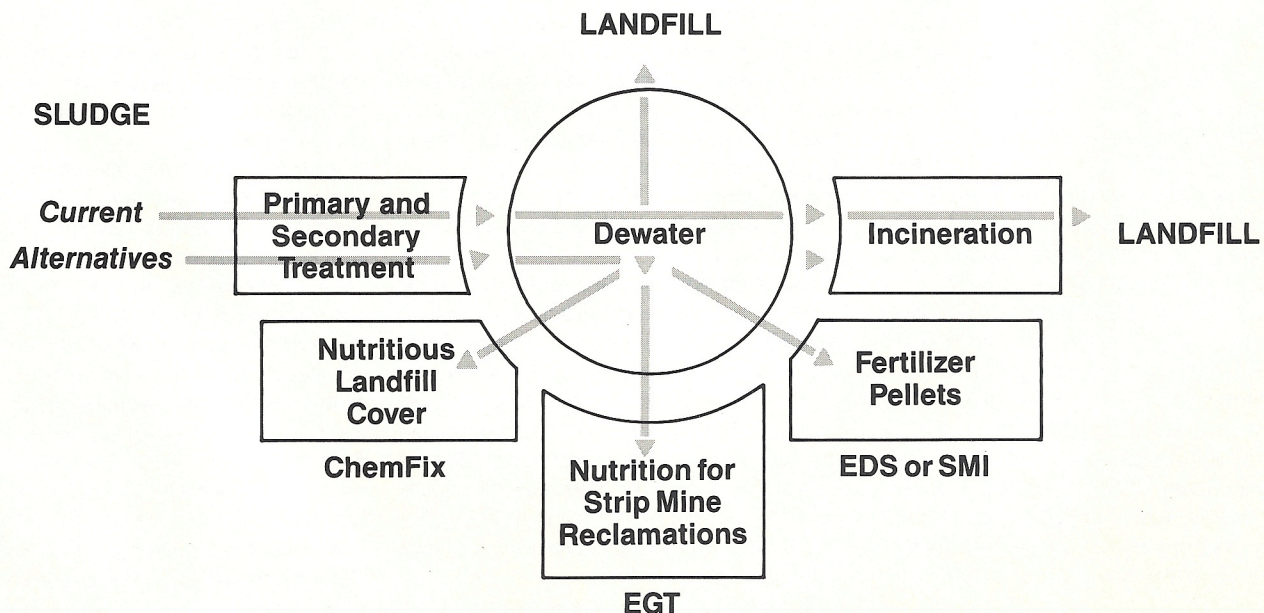 LANDFILL
SLUDGE
Current
Alternatives
Primary and
Secondary
Treatment
Dewater
Incineration
LANDFILL
Nutritious
Landfill
Cover
ChemFix
Nutrition for
Strip Mine
Reclamations
EGT
Fertilizer
Pellets
EDS or SMI